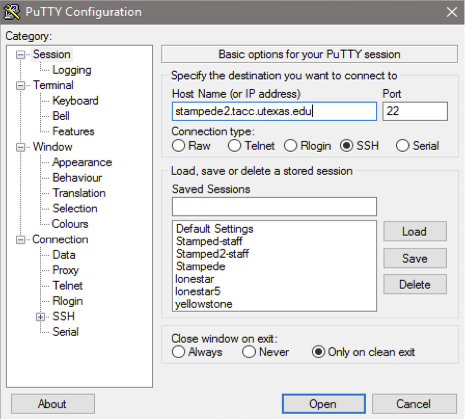 PuTTY Configuration
Category:
Session
Logging
Terminal
Keyboard
Bell
Features
Window
Appearance
Behaviour
Translation
Selection
Colours
Connection
Data
Proxy
Telnet
Rlogin
SSH
Serial
Basic options for your PuTTY session
Specify the destination you want to connect to
Host Name (or IP address) Port
stampede2.tacc.utexas.edu 22
Connection type:
Raw Telnet Rlogin SSH Serial
Load, save or delete a stored session
Saved Sessions
Default Settings
Stamped-staff
Stamped2-staff
Stampede
lonestar
lonestar5
yellowstone
Load
Save
Delete
Close window on exit:
Always Never Only on clean exit
About Open Cancel